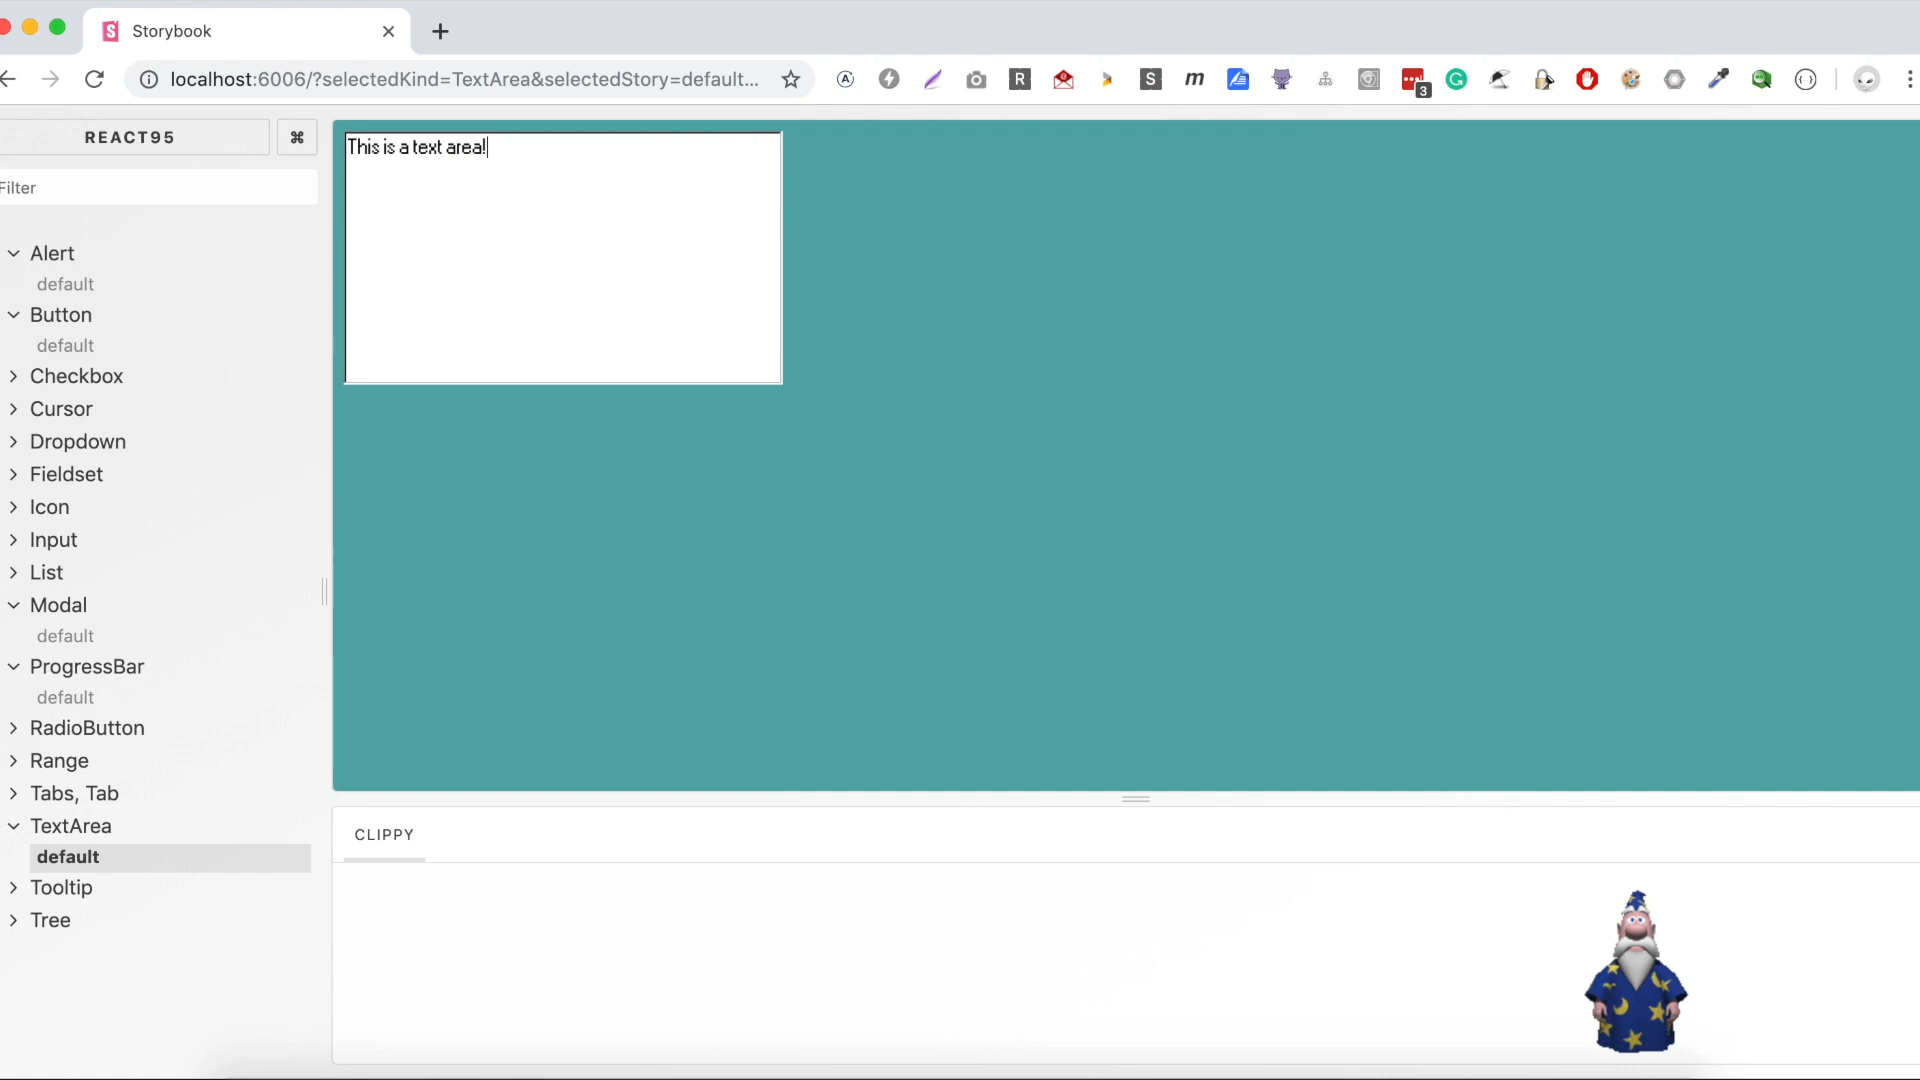 Storybook
localhost:6006/?selectedKind=TextArea&selectedStory=default...
R
S
m
3
REACT95
⌘
Filter
This is a text area!
Alert
default
Button
default
Checkbox
Cursor
Dropdown
Fieldset
Icon
Input
List
Modal
default
ProgressBar
default
RadioButton
Range
Tabs, Tab
TextArea
default
Tooltip
Tree
CLIPPY